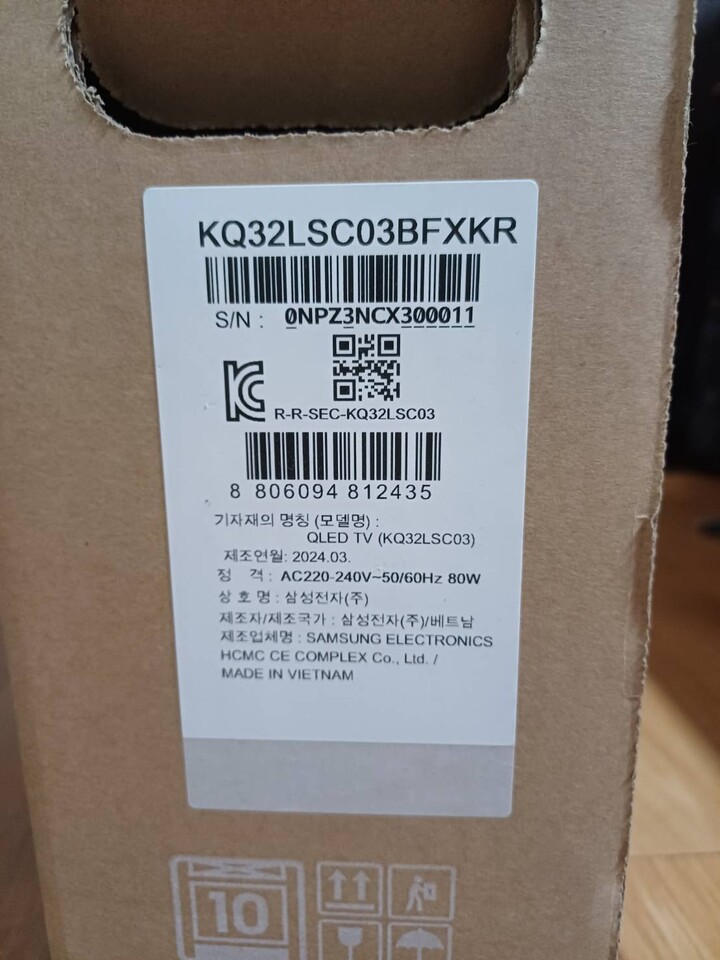 KQ32LSC03BFXKR
S/N : 0NPZ3NCX300011
R-R-SEC-KQ32LSC03
8 806094 812435
기자재의 명칭 (모델명) :
QLED TV (KQ32LSC03)
제조연월: 2024.03.
정 격 : AC220-240V~50/60Hz 80W
상 호 명 : 삼성전자(주)
제조자/제조국가 : 삼성전자(주)/베트남
제조업체명 : SAMSUNG ELECTRONICS
HCMC CE COMPLEX Co., Ltd. /
MADE IN VIETNAM
10